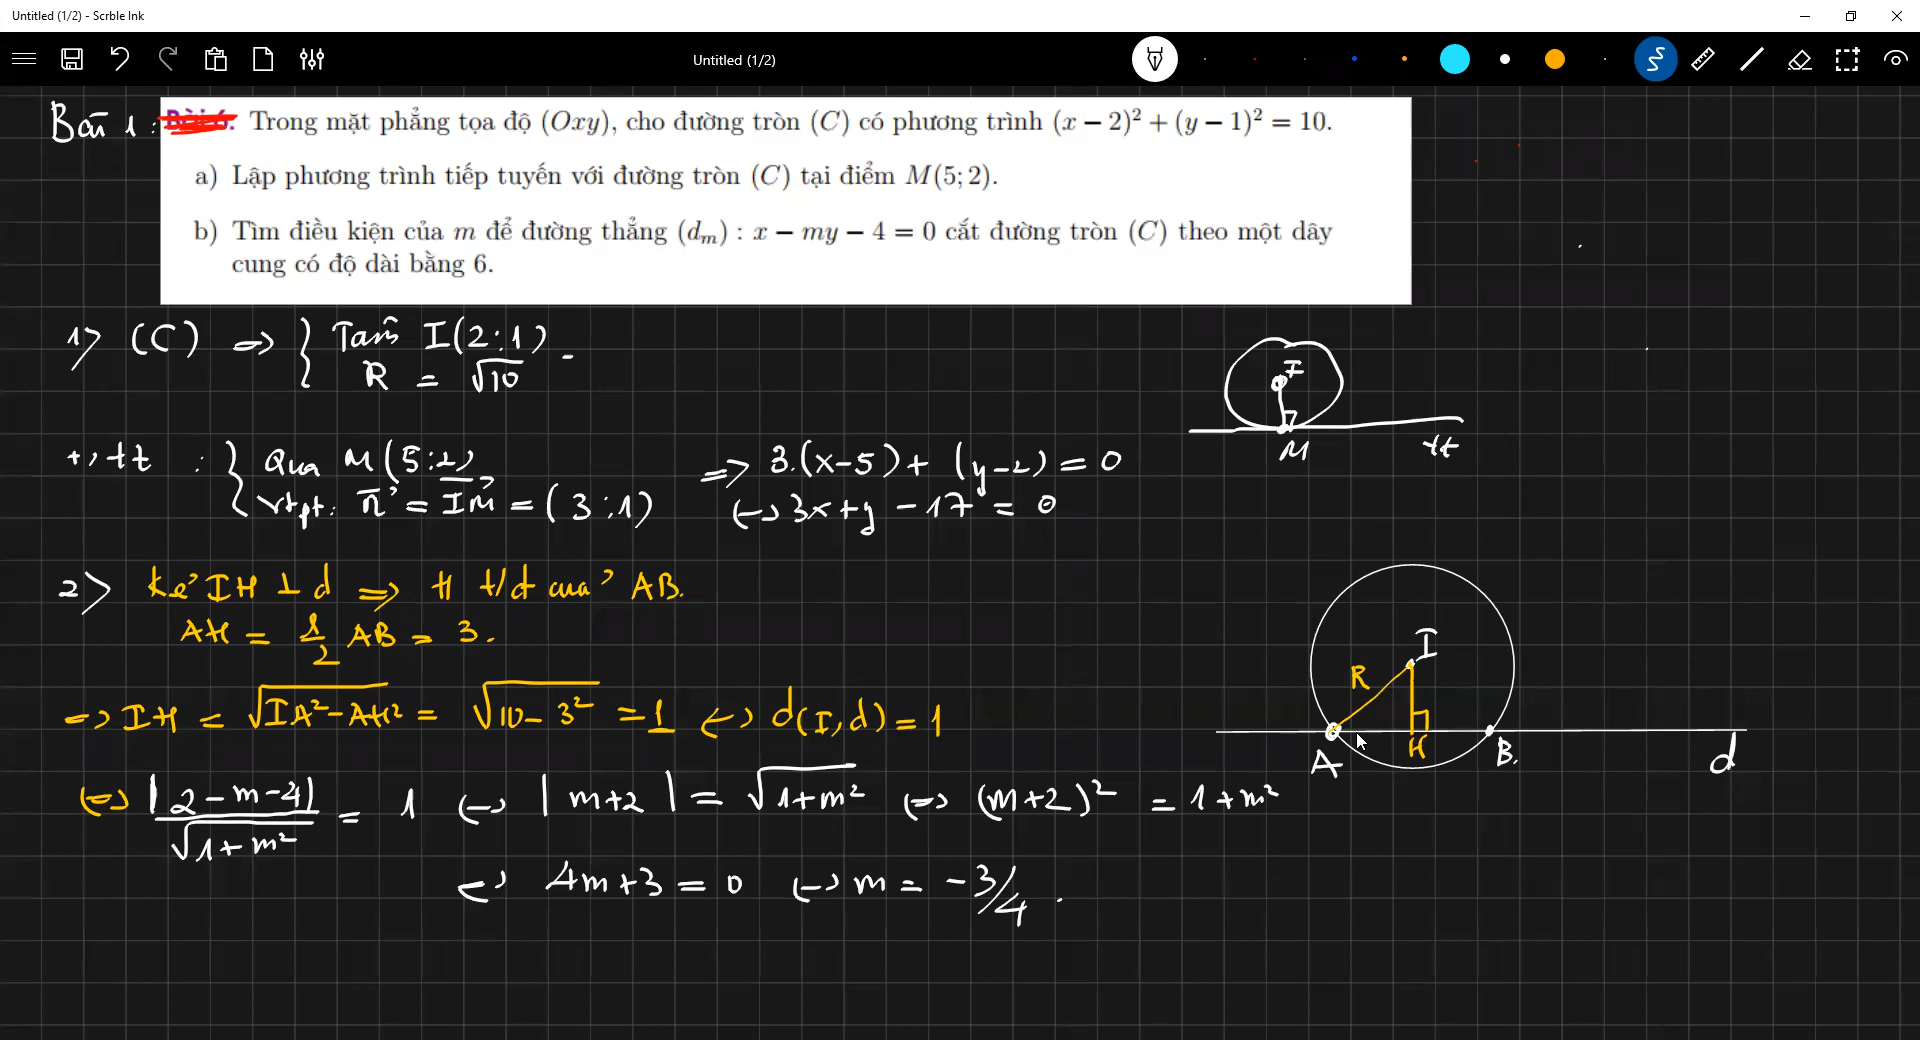 Untitled (1/2) - Scrble Ink
Untitled (1/2)
Bài 1 : Bài 6. Trong mặt phẳng tọa độ (Oxy), cho đường tròn (C) có phương trình (x − 2)² + (y − 1)² = 10.
a) Lập phương trình tiếp tuyến với đường tròn (C) tại điểm M(5; 2).
b) Tìm điều kiện của m để đường thẳng (dₘ) : x − my − 4 = 0 cắt đường tròn (C) theo một dây
cung có độ dài bằng 6.
1> (C) => { Tâm I(2;1)
R = √10
I
M
tt
+, tt : { Qua M(5;2)
vtpt: n⃗ = IM⃗ = (3;1)
=> 3.(x-5) + (y-2) = 0
<-> 3x+y-17 = 0
2> Kẻ IH ⊥ d => H t/đ của AB.
AH = 1/2 AB = 3.
=> IH = √IA²-AH² = √10-3² = 1 <-> d(I,d) = 1
<=> |2-m-4|/√1+m² = 1 <-> |m+2| = √1+m² <=> (m+2)² = 1+m²
<=> 4m+3 = 0 <-> m = -3/4 .
I
R
A
H
B.
d